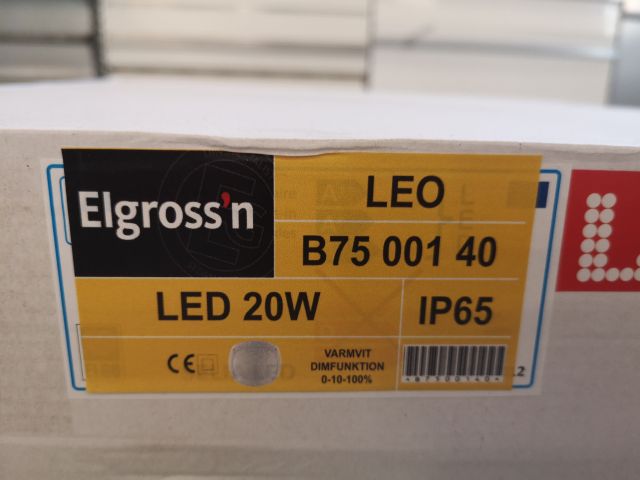 Elgross'n
LEO
B75 001 40
LED 20W
IP65
CE
VARMVIT
DIMFUNKTION
0-10-100%